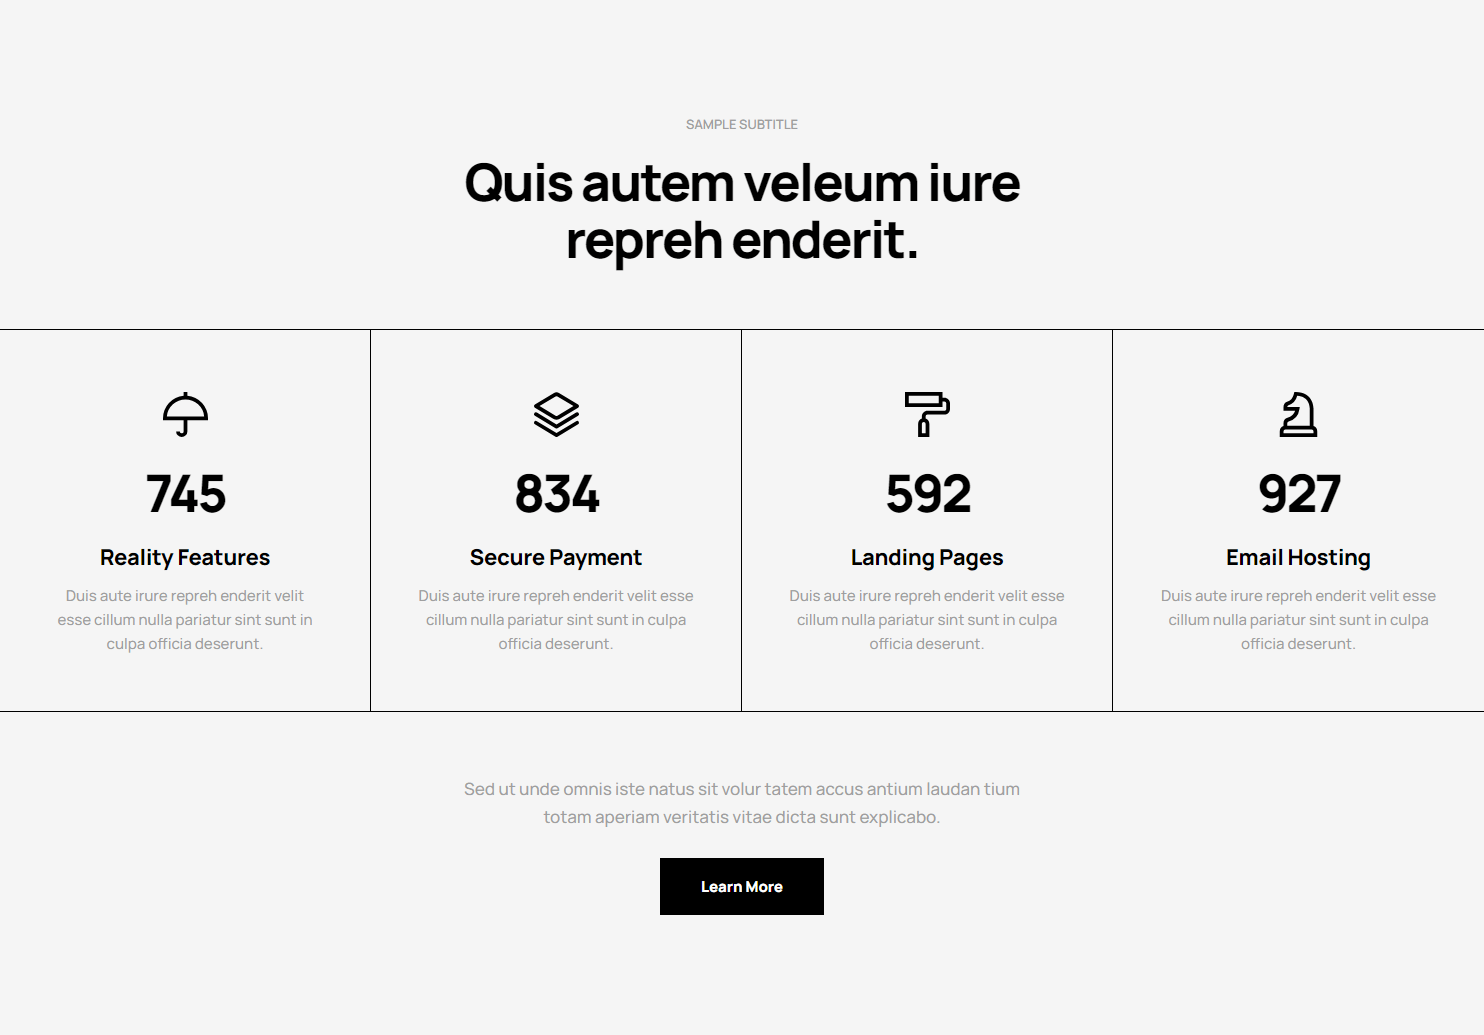 SAMPLE SUBTITLE
Quis autem veleum iure
repreh enderit.
745
Reality Features
Duis aute irure repreh enderit velit
esse cillum nulla pariatur sint sunt in
culpa officia deserunt.
834
Secure Payment
Duis aute irure repreh enderit velit esse
cillum nulla pariatur sint sunt in culpa
officia deserunt.
592
Landing Pages
Duis aute irure repreh enderit velit esse
cillum nulla pariatur sint sunt in culpa
officia deserunt.
927
Email Hosting
Duis aute irure repreh enderit velit esse
cillum nulla pariatur sint sunt in culpa
officia deserunt.
Sed ut unde omnis iste natus sit volur tatem accus antium laudan tium
totam aperiam veritatis vitae dicta sunt explicabo.
Learn More